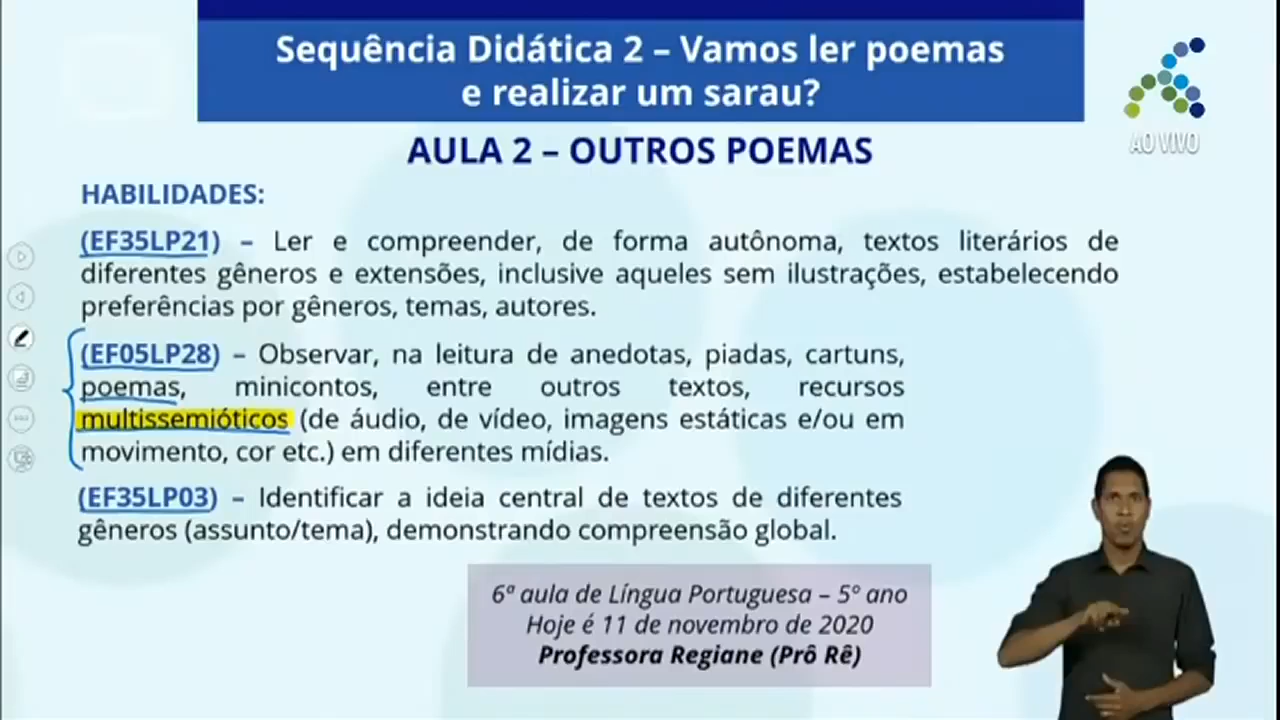 Sequência Didática 2 – Vamos ler poemas
e realizar um sarau?
AO VIVO
AULA 2 – OUTROS POEMAS
HABILIDADES:
(EF35LP21) – Ler e compreender, de forma autônoma, textos literários de
diferentes gêneros e extensões, inclusive aqueles sem ilustrações, estabelecendo
preferências por gêneros, temas, autores.
(EF05LP28) – Observar, na leitura de anedotas, piadas, cartuns,
poemas, minicontos, entre outros textos, recursos
multissemióticos (de áudio, de vídeo, imagens estáticas e/ou em
movimento, cor etc.) em diferentes mídias.
(EF35LP03) – Identificar a ideia central de textos de diferentes
gêneros (assunto/tema), demonstrando compreensão global.
6ª aula de Língua Portuguesa – 5º ano
Hoje é 11 de novembro de 2020
Professora Regiane (Prô Rê)